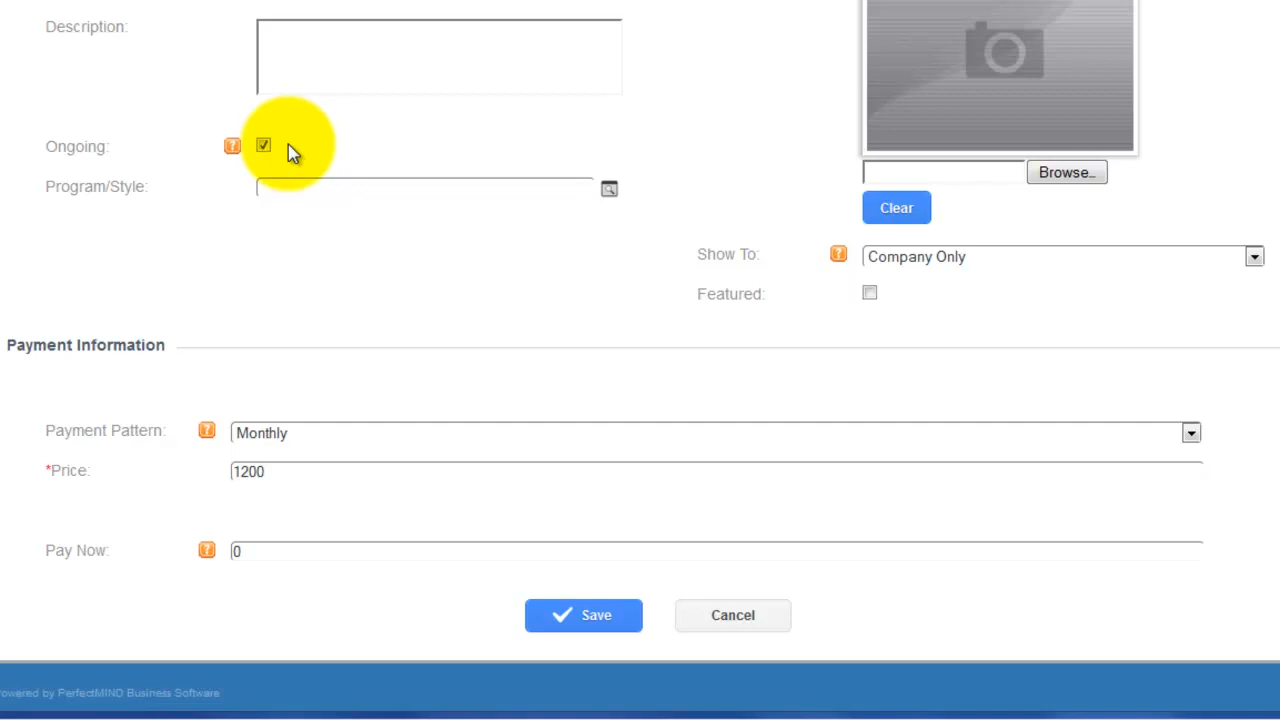 Description:
Ongoing:
Program/Style:
Browse...
Clear
Show To:
Company Only
Featured:
Payment Information
Payment Pattern:
Monthly
*Price:
1200
Pay Now:
0
Save
Cancel
owered by PerfectMIND Business Software